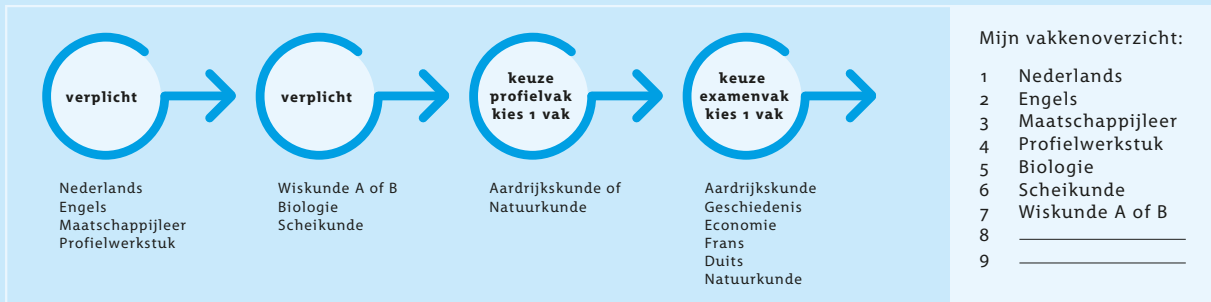 verplicht
Nederlands
Engels
Maatschappijleer
Profielwerkstuk
verplicht
Wiskunde A of B
Biologie
Scheikunde
keuze
profielvak
kies 1 vak
Aardrijkskunde of
Natuurkunde
keuze
examenvak
kies 1 vak
Aardrijkskunde
Geschiedenis
Economie
Frans
Duits
Natuurkunde
Mijn vakkenoverzicht:
1 Nederlands
2 Engels
3 Maatschappijleer
4 Profielwerkstuk
5 Biologie
6 Scheikunde
7 Wiskunde A of B
8
9